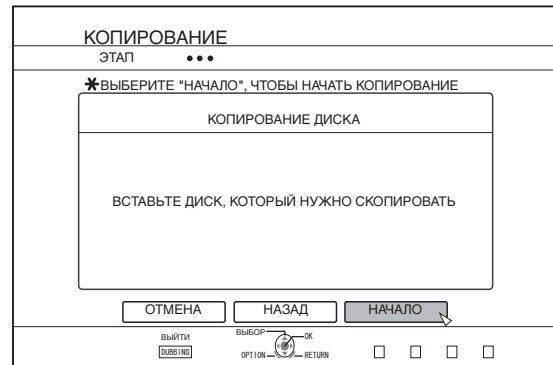 КОПИРОВАНИЕ
ЭТАП
*ВЫБЕРИТЕ "НАЧАЛО", ЧТОБЫ НАЧАТЬ КОПИРОВАНИЕ
КОПИРОВАНИЕ ДИСКА
ВСТАВЬТЕ ДИСК, КОТОРЫЙ НУЖНО СКОПИРОВАТЬ
ОТМЕНА НАЗАД НАЧАЛО
ВЫЙТИ ВЫБОР OK
DUBBING OPTION RETURN